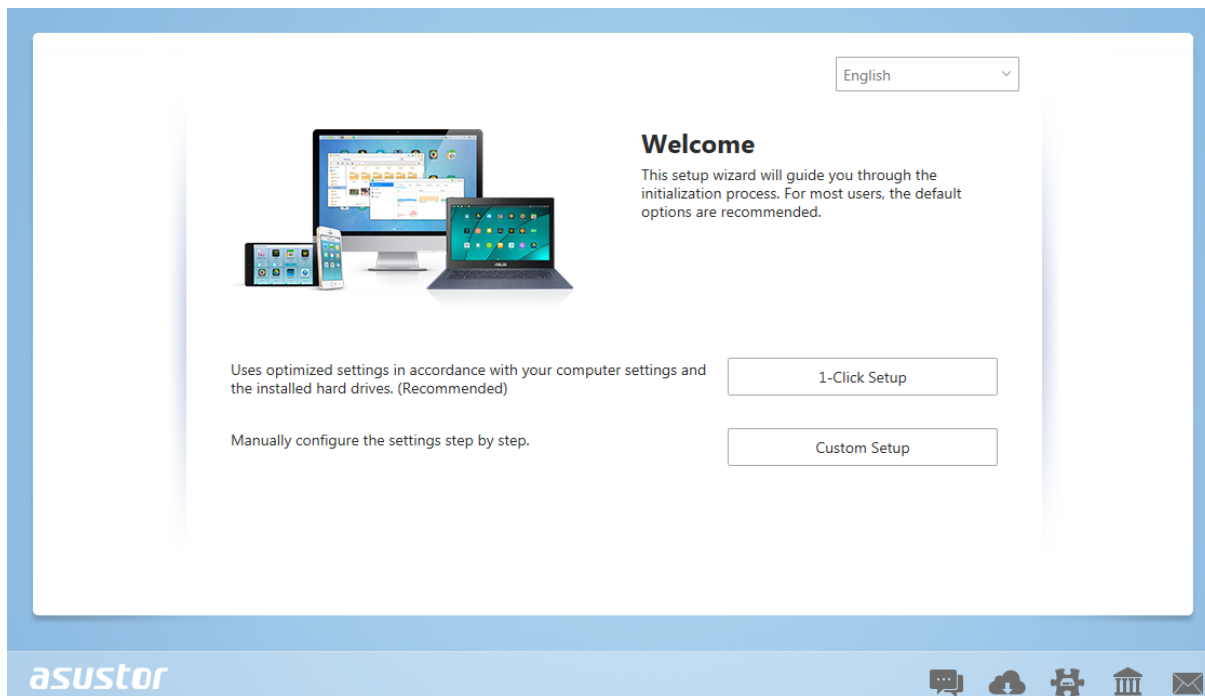 English
Welcome
This setup wizard will guide you through the
initialization process. For most users, the default
options are recommended.
Uses optimized settings in accordance with your computer settings and
the installed hard drives. (Recommended)
1-Click Setup
Manually configure the settings step by step.
Custom Setup
asustor